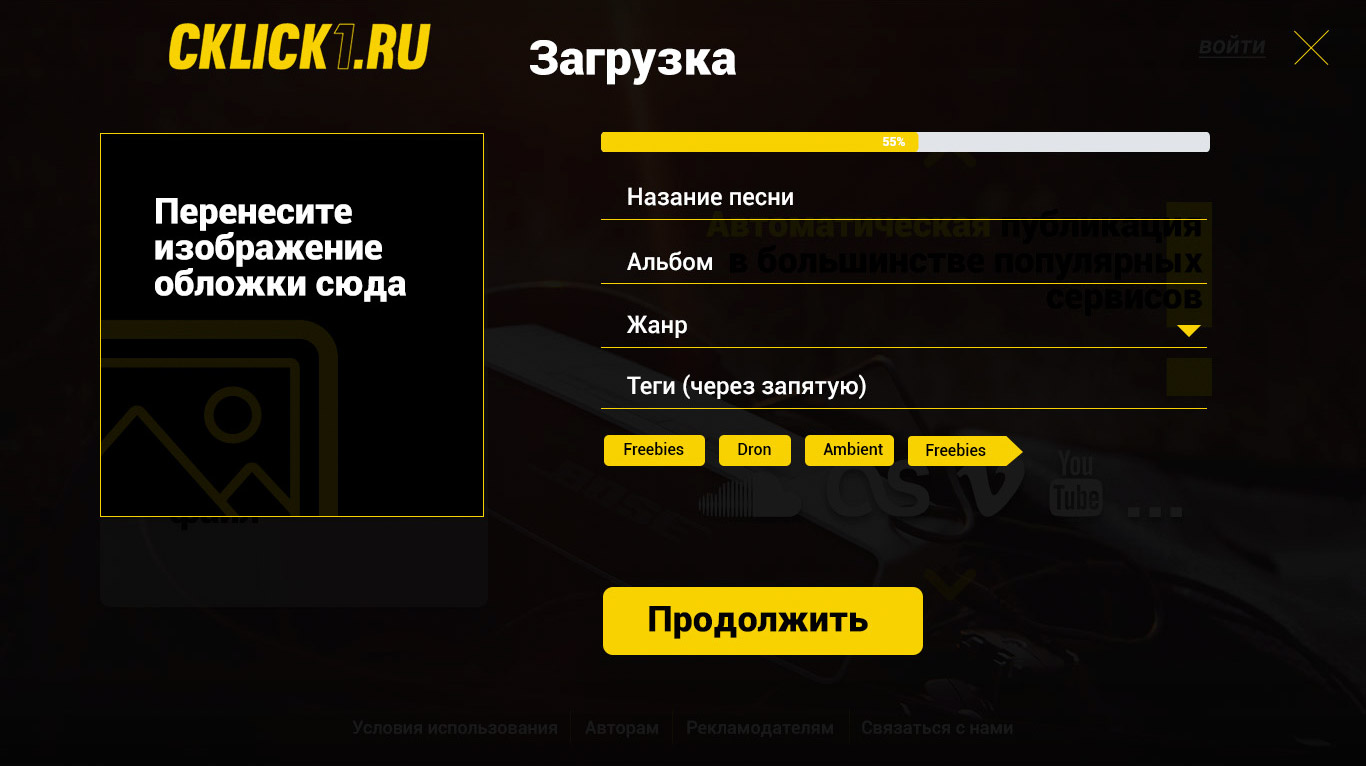 CKLICK1.RU
Загрузка
ВОЙТИ
55%
Перенесите
изображение
обложки сюда
Назание песни
Автоматическая публикация
Альбом
в большинстве популярных
сервисов
Жанр
Теги (через запятую)
Freebies
Dron
Ambient
Freebies
You
Tube
...
файл
Продолжить
Условия использования
Авторам
Рекламодателям
Связаться с нами